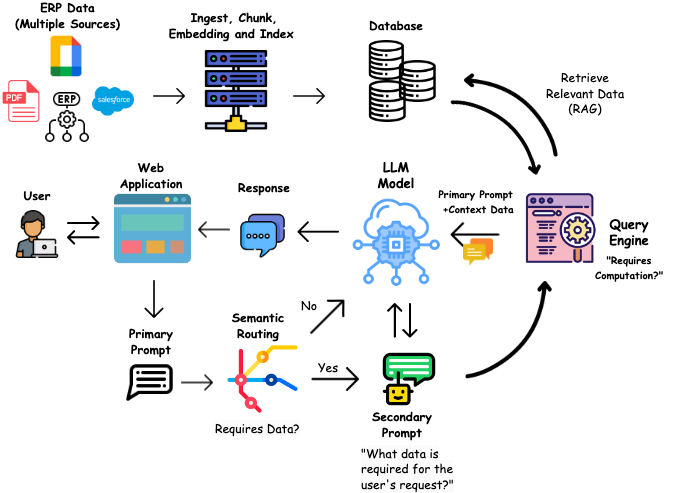 ERP Data
(Multiple Sources)
PDF
ERP
salesforce
Ingest, Chunk,
Embedding and Index
Database
Retrieve
Relevant Data
(RAG)
User
Web
Application
Response
LLM
Model
Primary Prompt
+Context Data
Query
Engine
"Requires
Computation?"
Primary
Prompt
Semantic
Routing
No
Yes
Requires Data?
Secondary
Prompt
"What data is
required for the
user's request?"